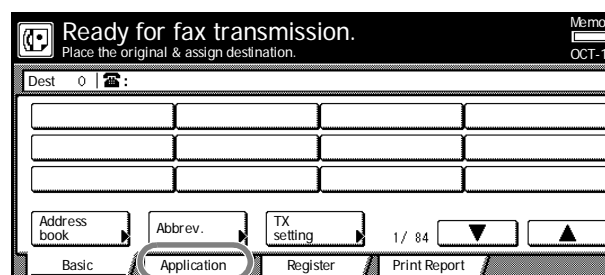 Ready for fax transmission.
Place the original & assign destination.
Memo
OCT-1
Dest 0 ☎:
Address book
Abbrev.
TX setting
1/ 84
Basic Application Register Print Report